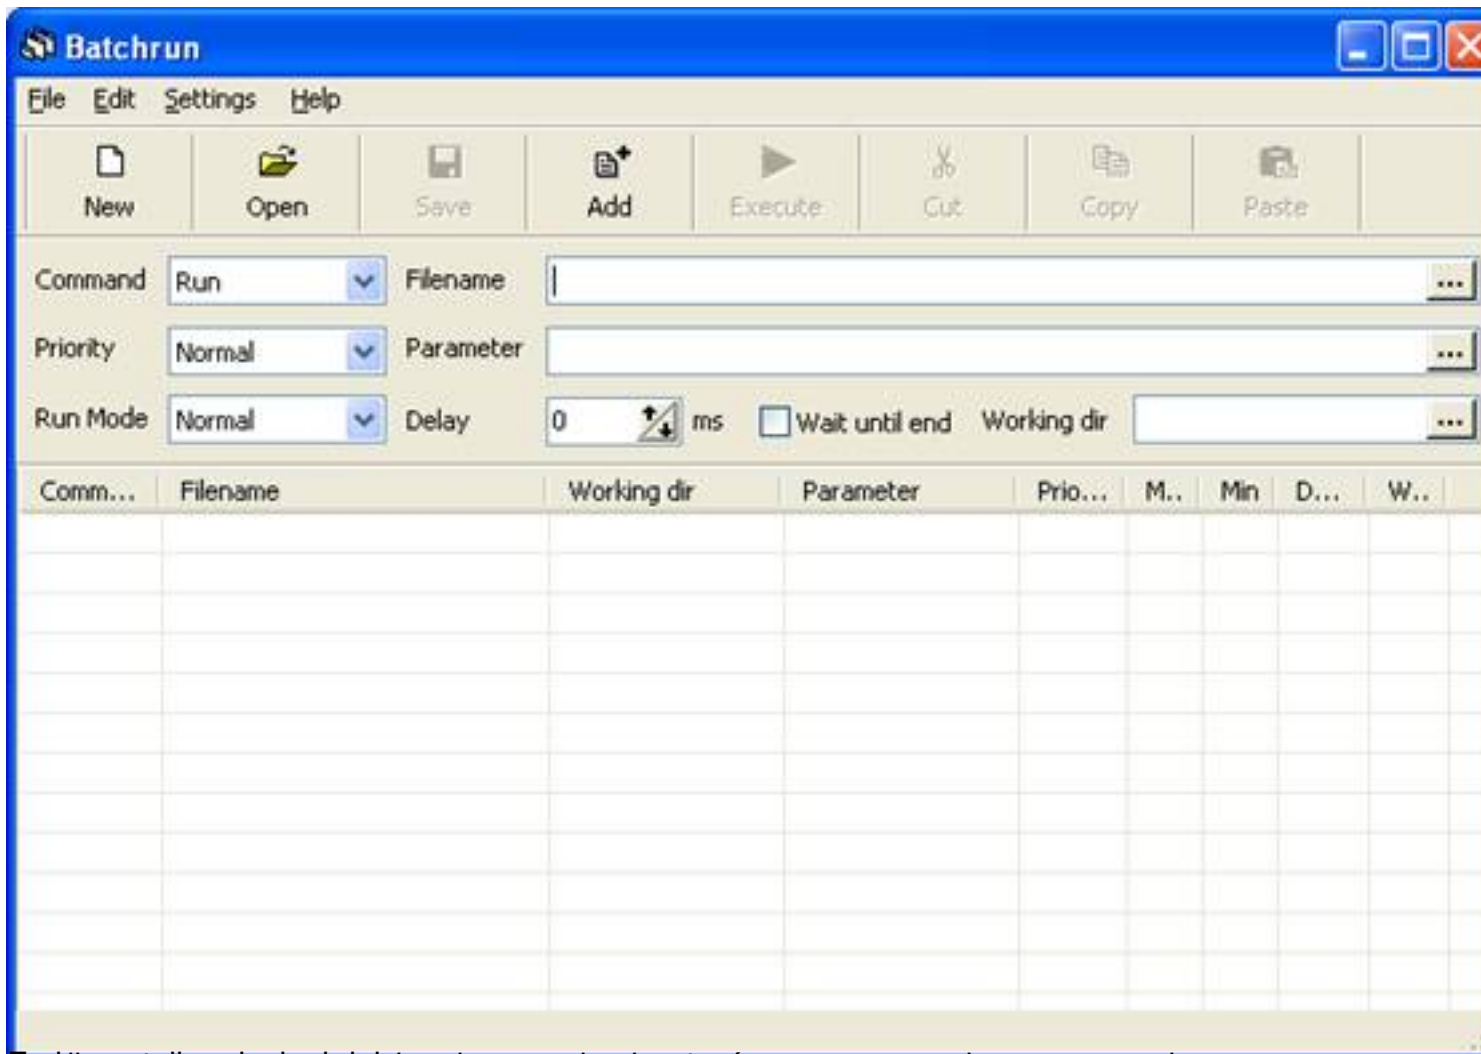 Batchrun
File Edit Settings Help
New Open Save Add Execute Cut Copy Paste
Command Run Filename ...
Priority Normal Parameter ...
Run Mode Normal Delay 0 ms Wait until end Working dir ...
Comm... Filename Working dir Parameter Prio... M.. Min D... W..